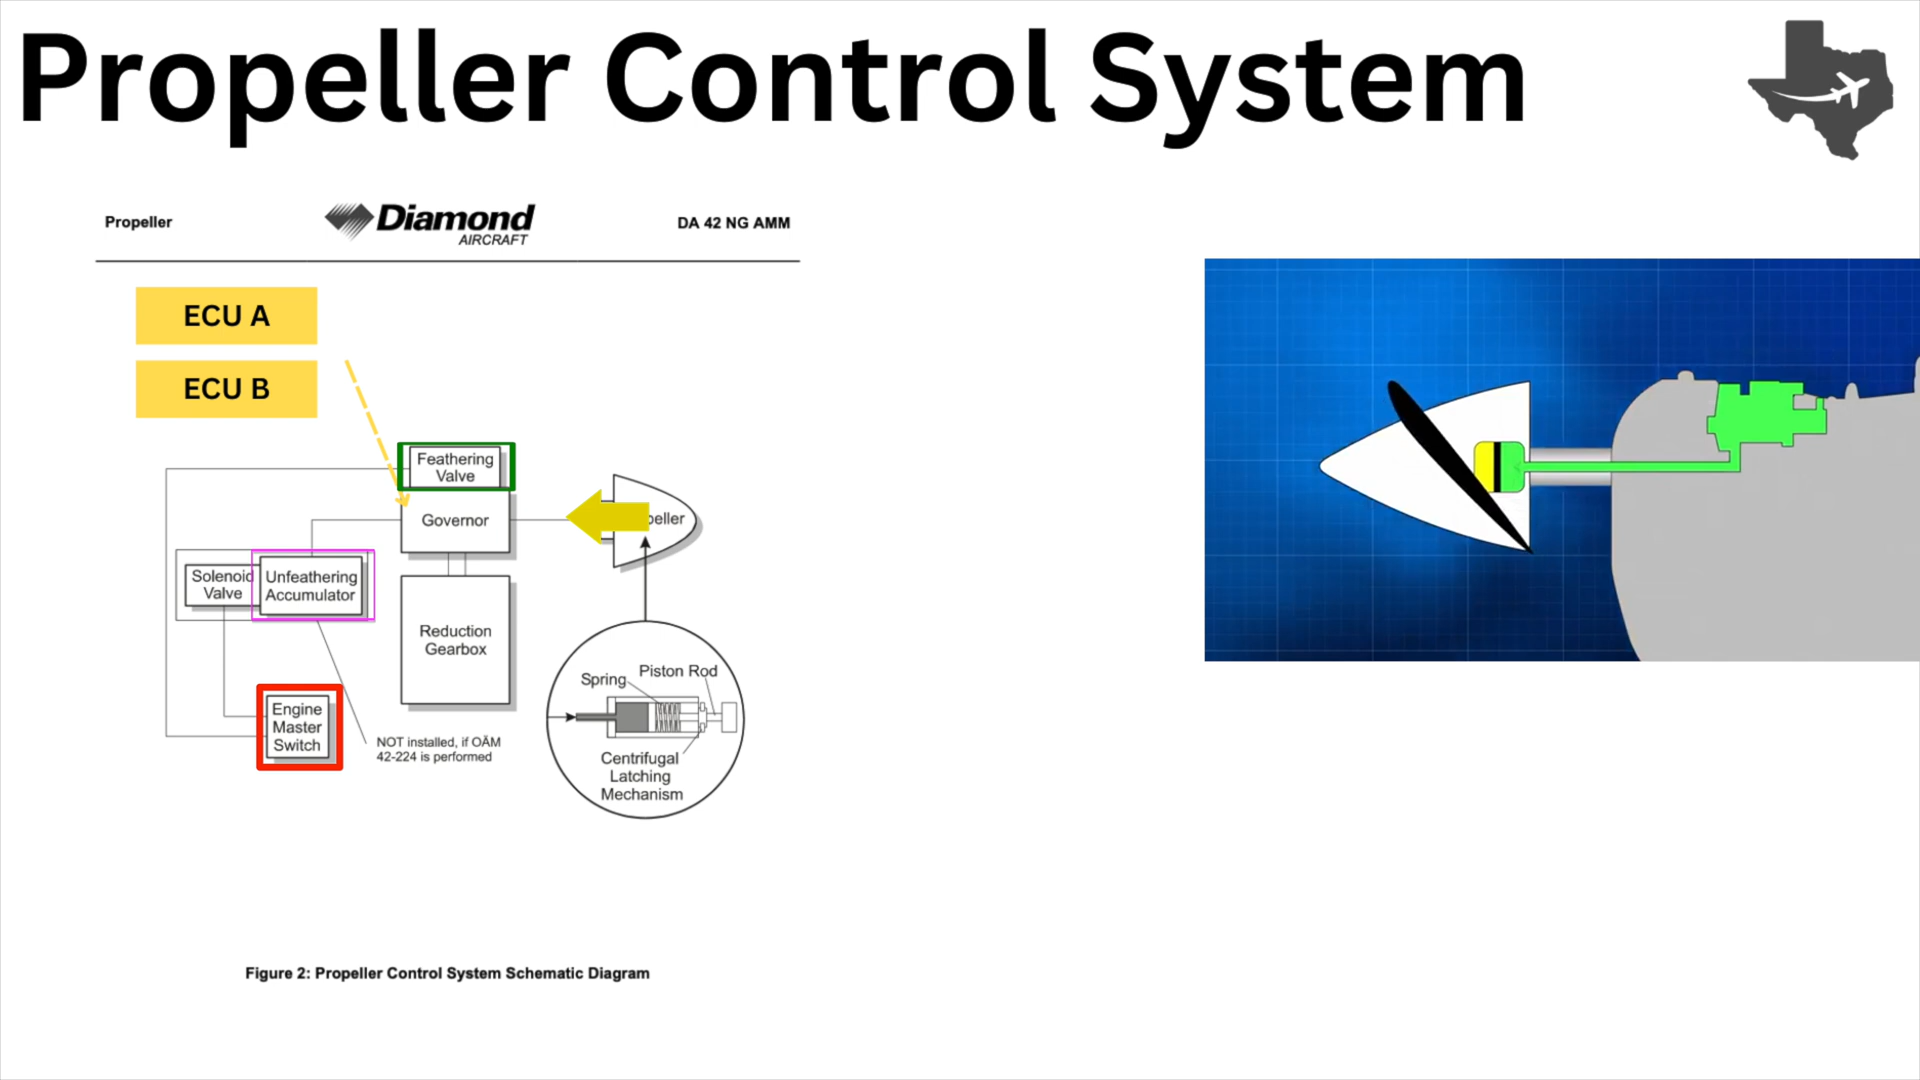 Propeller Control System
Propeller
Diamond
AIRCRAFT
DA 42 NG AMM
ECU A
ECU B
Feathering
Valve
Governor
peller
Solenoid
Valve
Unfeathering
Accumulator
Reduction
Gearbox
Engine
Master
Switch
NOT installed, if OÄM
42-224 is performed
Spring
Piston Rod
Centrifugal
Latching
Mechanism
Figure 2: Propeller Control System Schematic Diagram